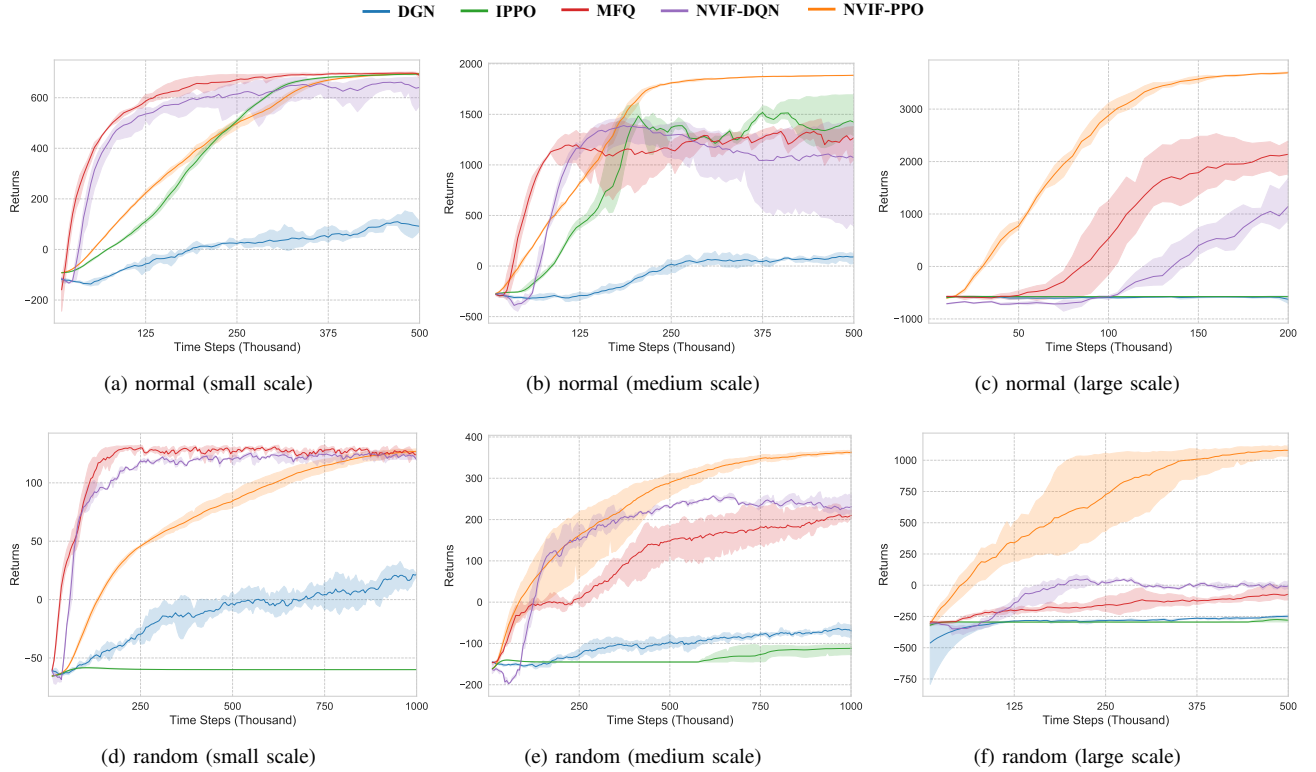 DGN IPPO MFQ NVIF-DQN NVIF-PPO
600
400
200
0
−200
Returns
125 250 375 500
Time Steps (Thousand)
(a) normal (small scale)
2000
1500
1000
500
0
−500
Returns
125 250 375 500
Time Steps (Thousand)
(b) normal (medium scale)
3000
2000
1000
0
−1000
Returns
50 100 150 200
Time Steps (Thousand)
(c) normal (large scale)
100
50
0
−50
Returns
250 500 750 1000
Time Steps (Thousand)
(d) random (small scale)
400
300
200
100
0
−100
−200
Returns
250 500 750 1000
Time Steps (Thousand)
(e) random (medium scale)
1000
750
500
250
0
−250
−500
−750
Returns
125 250 375 500
Time Steps (Thousand)
(f) random (large scale)